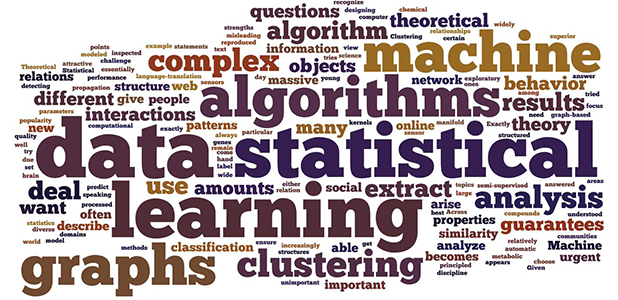 recognize
questions designing chemical
strengths computer theoretical widely
misleading algorithm Clustering relationships
reproduced certain
points text information view machine superior
modeled inspected example statements tries science
Theoretical challenge complex objects
attractive Statistical language-translation day young network exploratory answer
relations essentially sensors massive ones behavior
detecting performance structure web algorithms among tried
propagation
different give people results focus
parameters need graph-based
popularity interactions kernels manifold Exactly theory
new computational exactly patterns many online structured
quality always particular sensor
well genes
try data remain statistical
due come
set hand
brain label
wide
deal predict use amounts either social extract topics semi-supervised answered areas
speaking relation large
want processed learning arise analysis
often best Across compounds understood
statistics properties guarantees
diverse describe similarity
domains relatively communities
world model automatic Machine
methods classification ensure increasingly able get analyze metabolic
structures becomes appears choose urgent
graphs clustering principled Given
discipline
unimportant important